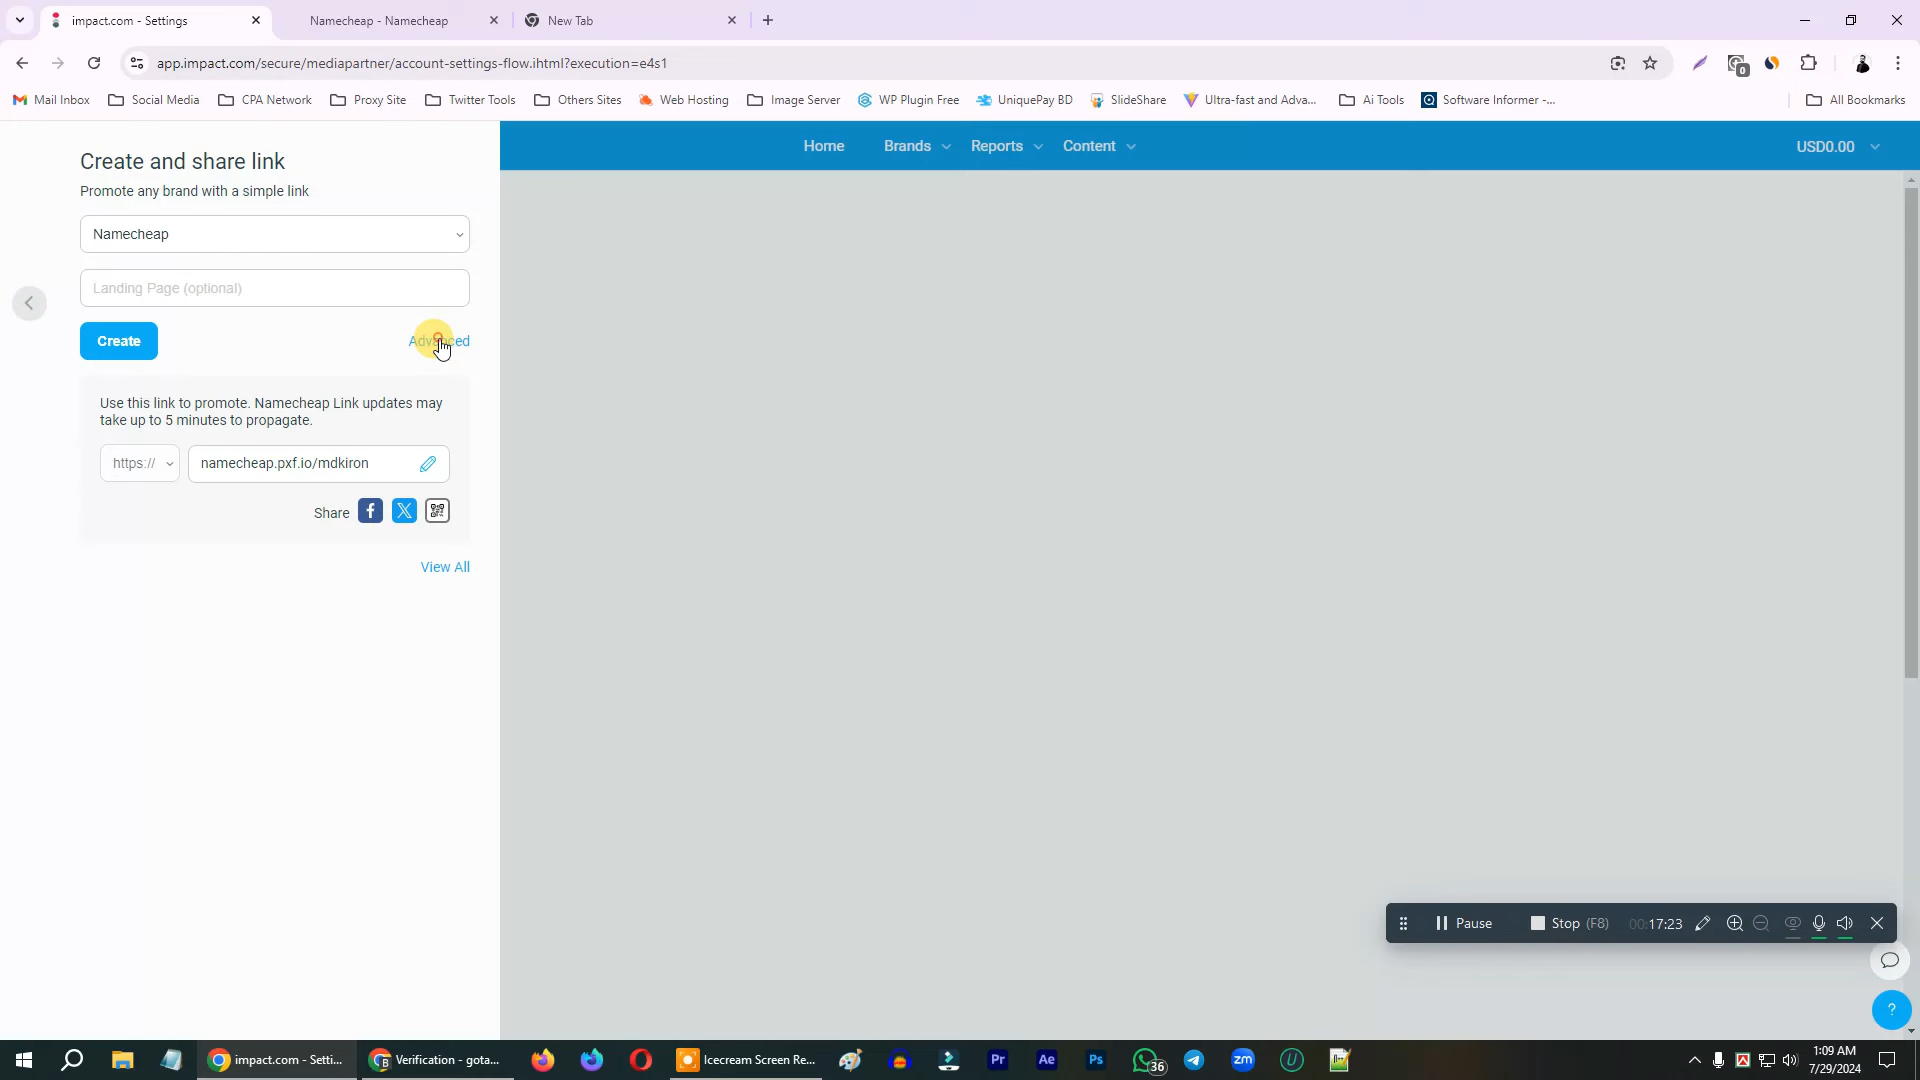 impact.com - Settings
Namecheap - Namecheap
New Tab
app.impact.com/secure/mediapartner/account-settings-flow.ihtml?execution=e4s1
0
Mail Inbox
Social Media
CPA Network
Proxy Site
Twitter Tools
Others Sites
Web Hosting
Image Server
WP Plugin Free
UniquePay BD
SlideShare
Ultra-fast and Adva...
Ai Tools
Software Informer -...
All Bookmarks
Home
Brands
Reports
Content
USD0.00
Create and share link
Promote any brand with a simple link
Namecheap
Landing Page (optional)
Create
Advanced
Use this link to promote. Namecheap Link updates may
take up to 5 minutes to propagate.
https://
namecheap.pxf.io/mdkiron
Share
View All
Pause
Stop (F8)
00:17:23
?
impact.com - Setti...
B
Verification - gota...
Icecream Screen Re...
Pr
Ae
Ps
36
zm
U
1:09 AM
7/29/2024